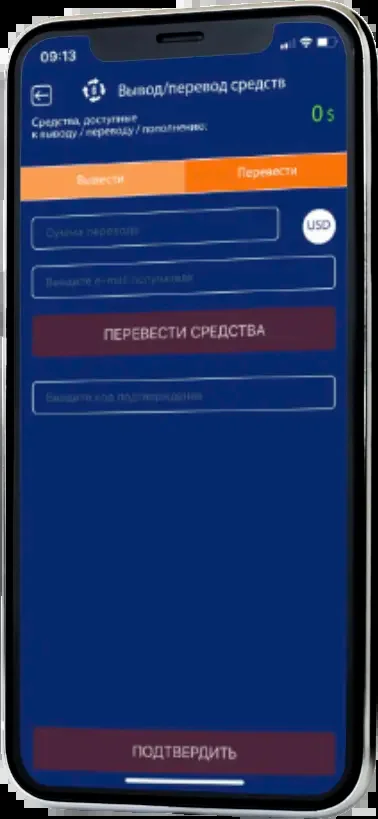 09:13
Вывод/перевод средств
Средства, доступные
к выводу / переводу / пополнению:
0 $
Вывести
Перевести
Сумма перевода
USD
Введите e-mail получателя
ПЕРЕВЕСТИ СРЕДСТВА
Введите код подтверждения
ПОДТВЕРДИТЬ